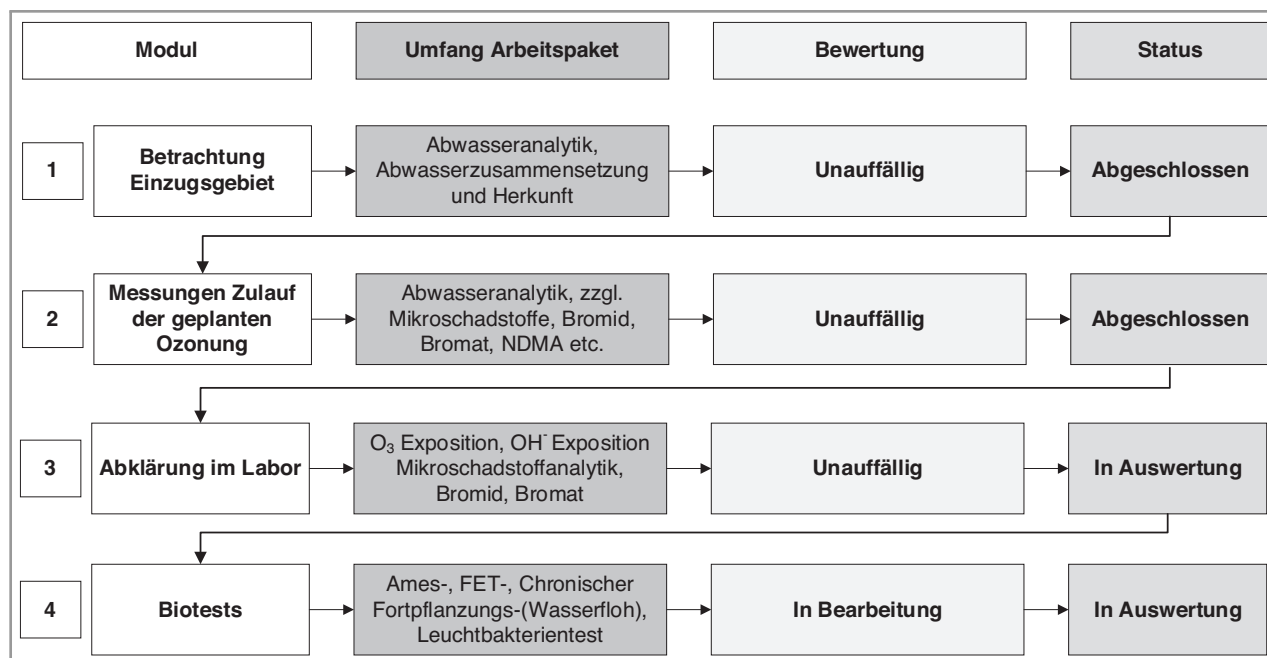 Modul
Umfang Arbeitspaket
Bewertung
Status
1
Betrachtung
Einzugsgebiet
Abwasseranalytik,
Abwasserzusammensetzung
und Herkunft
Unauffällig
Abgeschlossen
2
Messungen Zulauf
der geplanten
Ozonung
Abwasseranalytik, zzgl.
Mikroschadstoffe, Bromid,
Bromat, NDMA etc.
Unauffällig
Abgeschlossen
3
Abklärung im Labor
O₃ Exposition, OH⁻ Exposition
Mikroschadstoffanalytik,
Bromid, Bromat
Unauffällig
In Auswertung
4
Biotests
Ames-, FET-, Chronischer
Fortpflanzungs-(Wasserfloh),
Leuchtbakterientest
In Bearbeitung
In Auswertung